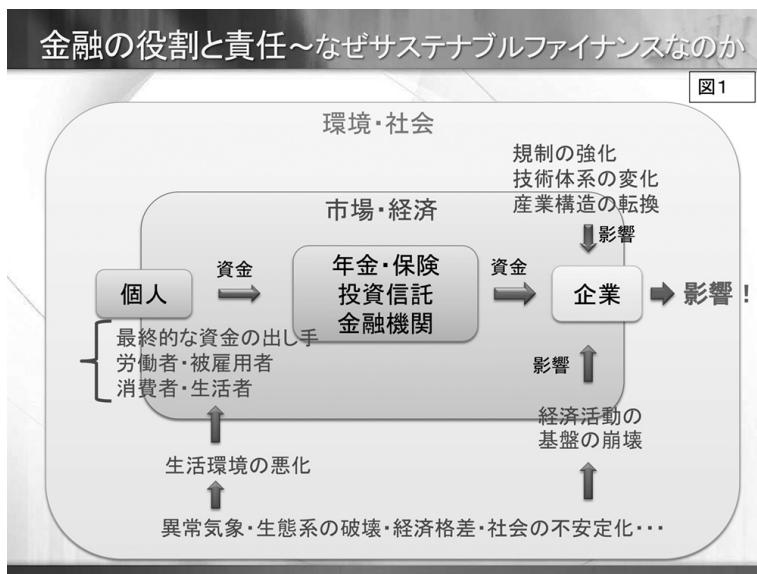 金融の役割と責任～なぜサステナブルファイナンスなのか
図1
環境・社会
規制の強化
技術体系の変化
産業構造の転換
影響
市場・経済
個人
資金
年金・保険
投資信託
金融機関
資金
企業
影響！
最終的な資金の出し手
労働者・被雇用者
消費者・生活者
影響
経済活動の
基盤の崩壊
生活環境の悪化
異常気象・生態系の破壊・経済格差・社会の不安定化・・・